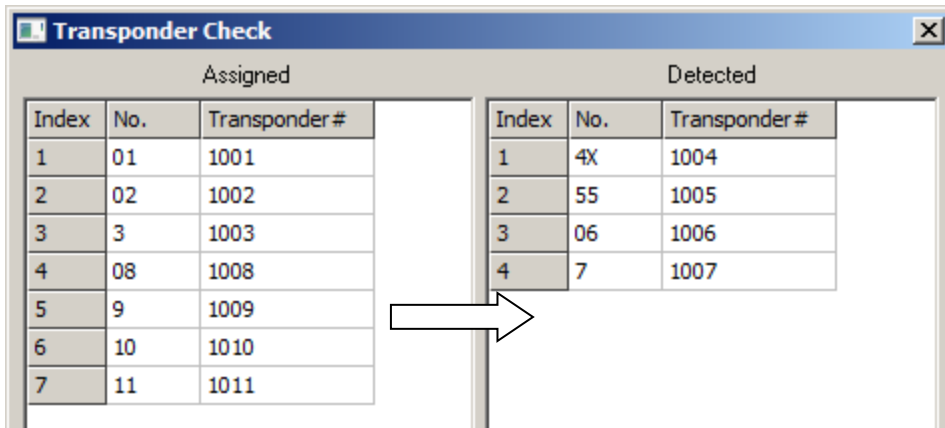 Transponder Check
Assigned Detected
Index No. Transponder# Index No. Transponder#
1 01 1001 1 4X 1004
2 02 1002 2 55 1005
3 3 1003 3 06 1006
4 08 1008 4 7 1007
5 9 1009
6 10 1010
7 11 1011